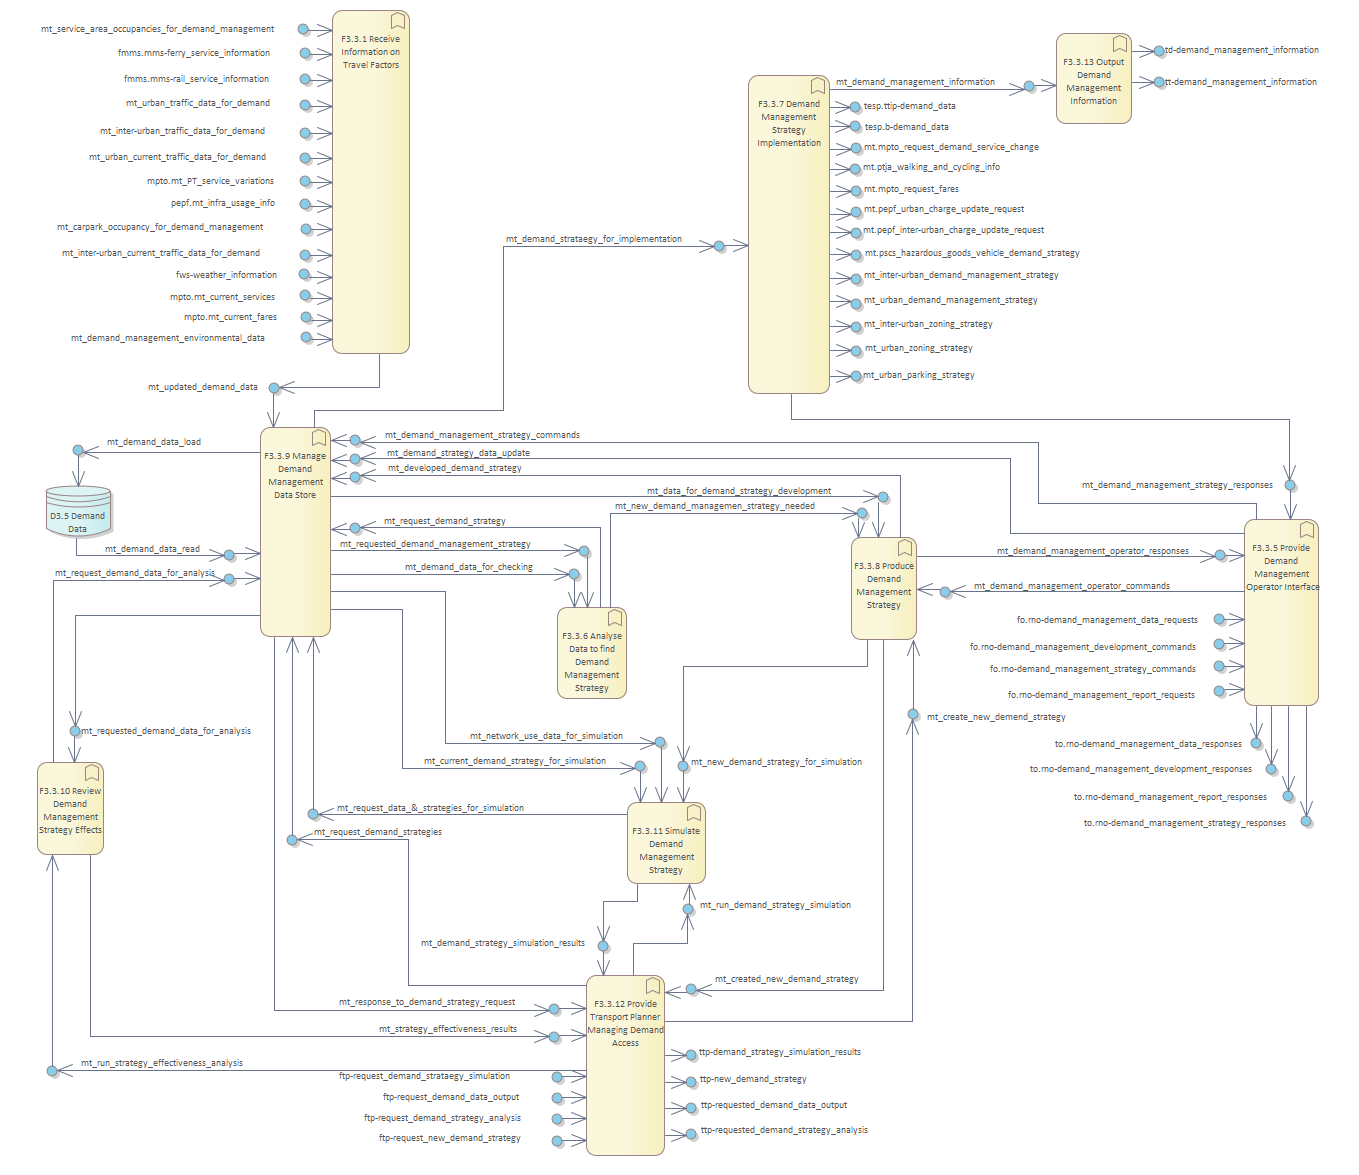 mt_service_area_occupancies_for_demand_management
fmms.mms-ferry_service_information
fmms.mms-rail_service_information
mt_urban_traffic_data_for_demand
mt_inter-urban_traffic_data_for_demand
mt_urban_current_traffic_data_for_demand
mpto.mt_PT_service_variations
pepf.mt_infra_usage_info
mt_carpark_occupancy_for_demand_management
mt_inter-urban_current_traffic_data_for_demand
fws-weather_information
mpto.mt_current_services
mpto.mt_current_fares
mt_demand_management_environmental_data
F3.3.1 Receive
Information on
Travel Factors
mt_updated_demand_data
F3.3.7 Demand
Management
Strategy
Implementation
mt_demand_management_information
tesp.ttip-demand_data
tesp.b-demand_data
mt.mpto_request_demand_service_change
mt.ptja_walking_and_cycling_info
mt.mpto_request_fares
mt.pepf_urban_charge_update_request
mt.pepf_inter-urban_charge_update_request
mt.pscs_hazardous_goods_vehicle_demand_strategy
mt_inter-urban_demand_management_strategy
mt_urban_demand_management_strategy
mt_inter-urban_zoning_strategy
mt_urban_zoning_strategy
mt_urban_parking_strategy
F3.3.13 Output
Demand
Management
Information
td-demand_management_information
tt-demand_management_information
mt_demand_strataegy_for_implementation
mt_demand_data_load
D3.5 Demand
Data
mt_demand_data_read
mt_request_demand_data_for_analysis
F3.3.9 Manage
Demand
Management
Data Store
mt_demand_management_strategy_commands
mt_demand_strategy_data_update
mt_developed_demand_strategy
mt_data_for_demand_strategy_development
mt_new_demand_managemen_strategy_needed
mt_request_demand_strategy
mt_requested_demand_management_strategy
mt_demand_data_for_checking
F3.3.6 Analyse
Data to find
Demand
Management
Strategy
F3.3.8 Produce
Demand
Management
Strategy
mt_demand_management_strategy_responses
mt_demand_management_operator_responses
mt_demand_management_operator_commands
F3.3.5 Provide
Demand
Management
Operator Interface
fo.rno-demand_management_data_requests
fo.rno-demand_management_development_commands
fo.rno-demand_management_strategy_commands
fo.rno-demand_management_report_requests
to.rno-demand_management_data_responses
to.rno-demand_management_development_responses
to.rno-demand_management_report_responses
to.rno-demand_management_strategy_responses
mt_create_new_demend_strategy
mt_requested_demand_data_for_analysis
F3.3.10 Review
Demand
Management
Strategy Effects
mt_network_use_data_for_simulation
mt_current_demand_strategy_for_simulation
mt_new_demand_strategy_for_simulation
mt_request_data_&_strategies_for_simulation
mt_request_demand_strategies
F3.3.11 Simulate
Demand
Management
Strategy
mt_run_demand_strategy_simulation
mt_demand_strategy_simulation_results
mt_created_new_demand_strategy
mt_response_to_demand_strategy_request
mt_strategy_effectiveness_results
mt_run_strategy_effectiveness_analysis
F3.3.12 Provide
Transport Planner
Managing Demand
Access
ftp-request_demand_strataegy_simulation
ftp-request_demand_data_output
ftp-request_demand_strategy_analysis
ftp-request_new_demand_strategy
ttp-demand_strategy_simulation_results
ttp-new_demand_strategy
ttp-requested_demand_data_output
ttp-requested_demand_strategy_analysis